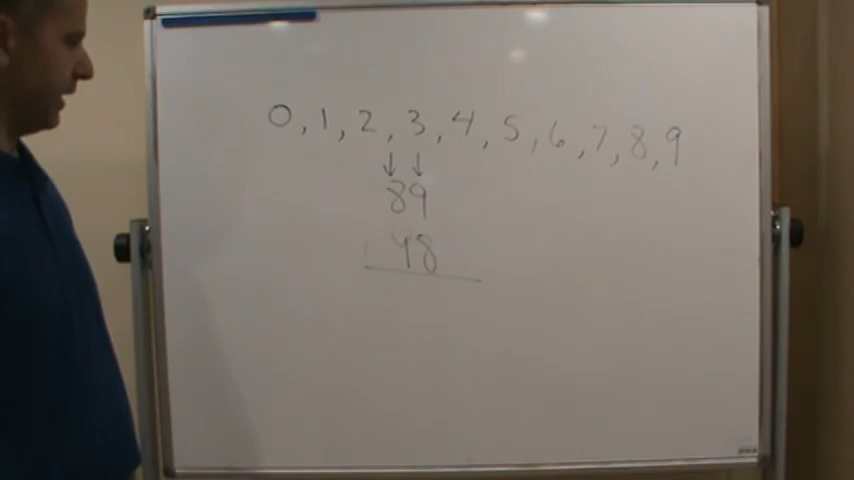 0, 1, 2, 3, 4, 5, 6, 7, 8, 9
↓ ↓
89
48